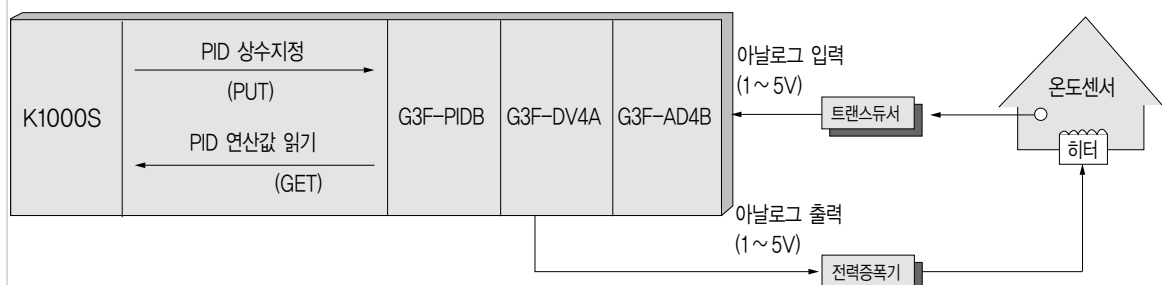 K1000S
PID 상수지정
(PUT)
PID 연산값 읽기
(GET)
G3F-PIDB
G3F-DV4A
G3F-AD4B
아날로그 입력
(1~5V)
트랜스듀서
온도센서
히터
아날로그 출력
(1~5V)
전력증폭기